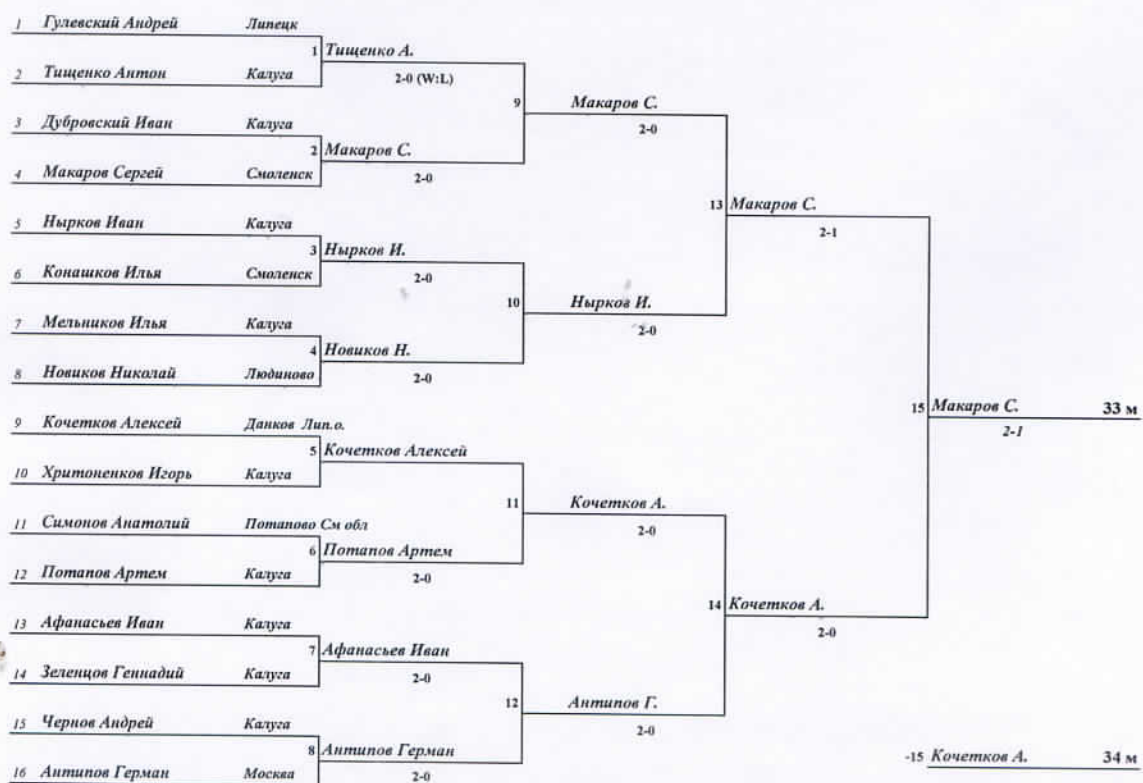 1 Гулевский Андрей Липецк
1 Тищенко А.
2 Тищенко Антон Калуга
2-0 (W:L)
9 Макаров С.
2-0
3 Дубровский Иван Калуга
2 Макаров С.
4 Макаров Сергей Смоленск
2-0
13 Макаров С.
2-1
5 Нырков Иван Калуга
3 Нырков И.
6 Конашков Илья Смоленск
2-0
10 Нырков И.
2-0
7 Мельников Илья Калуга
4 Новиков Н.
8 Новиков Николай Людиново
2-0
15 Макаров С. 33 м
2-1
9 Кочетков Алексей Данков Лип.о.
5 Кочетков Алексей
10 Хритоненков Игорь Калуга
11 Кочетков А.
2-0
11 Симонов Анатолий Потапово См обл
6 Потапов Артем
12 Потапов Артем Калуга
2-0
14 Кочетков А.
2-0
13 Афанасьев Иван Калуга
7 Афанасьев Иван
14 Зеленцов Геннадий Калуга
2-0
12 Антипов Г.
2-0
15 Чернов Андрей Калуга
8 Антипов Герман
16 Антипов Герман Москва
2-0
-15 Кочетков А. 34 м